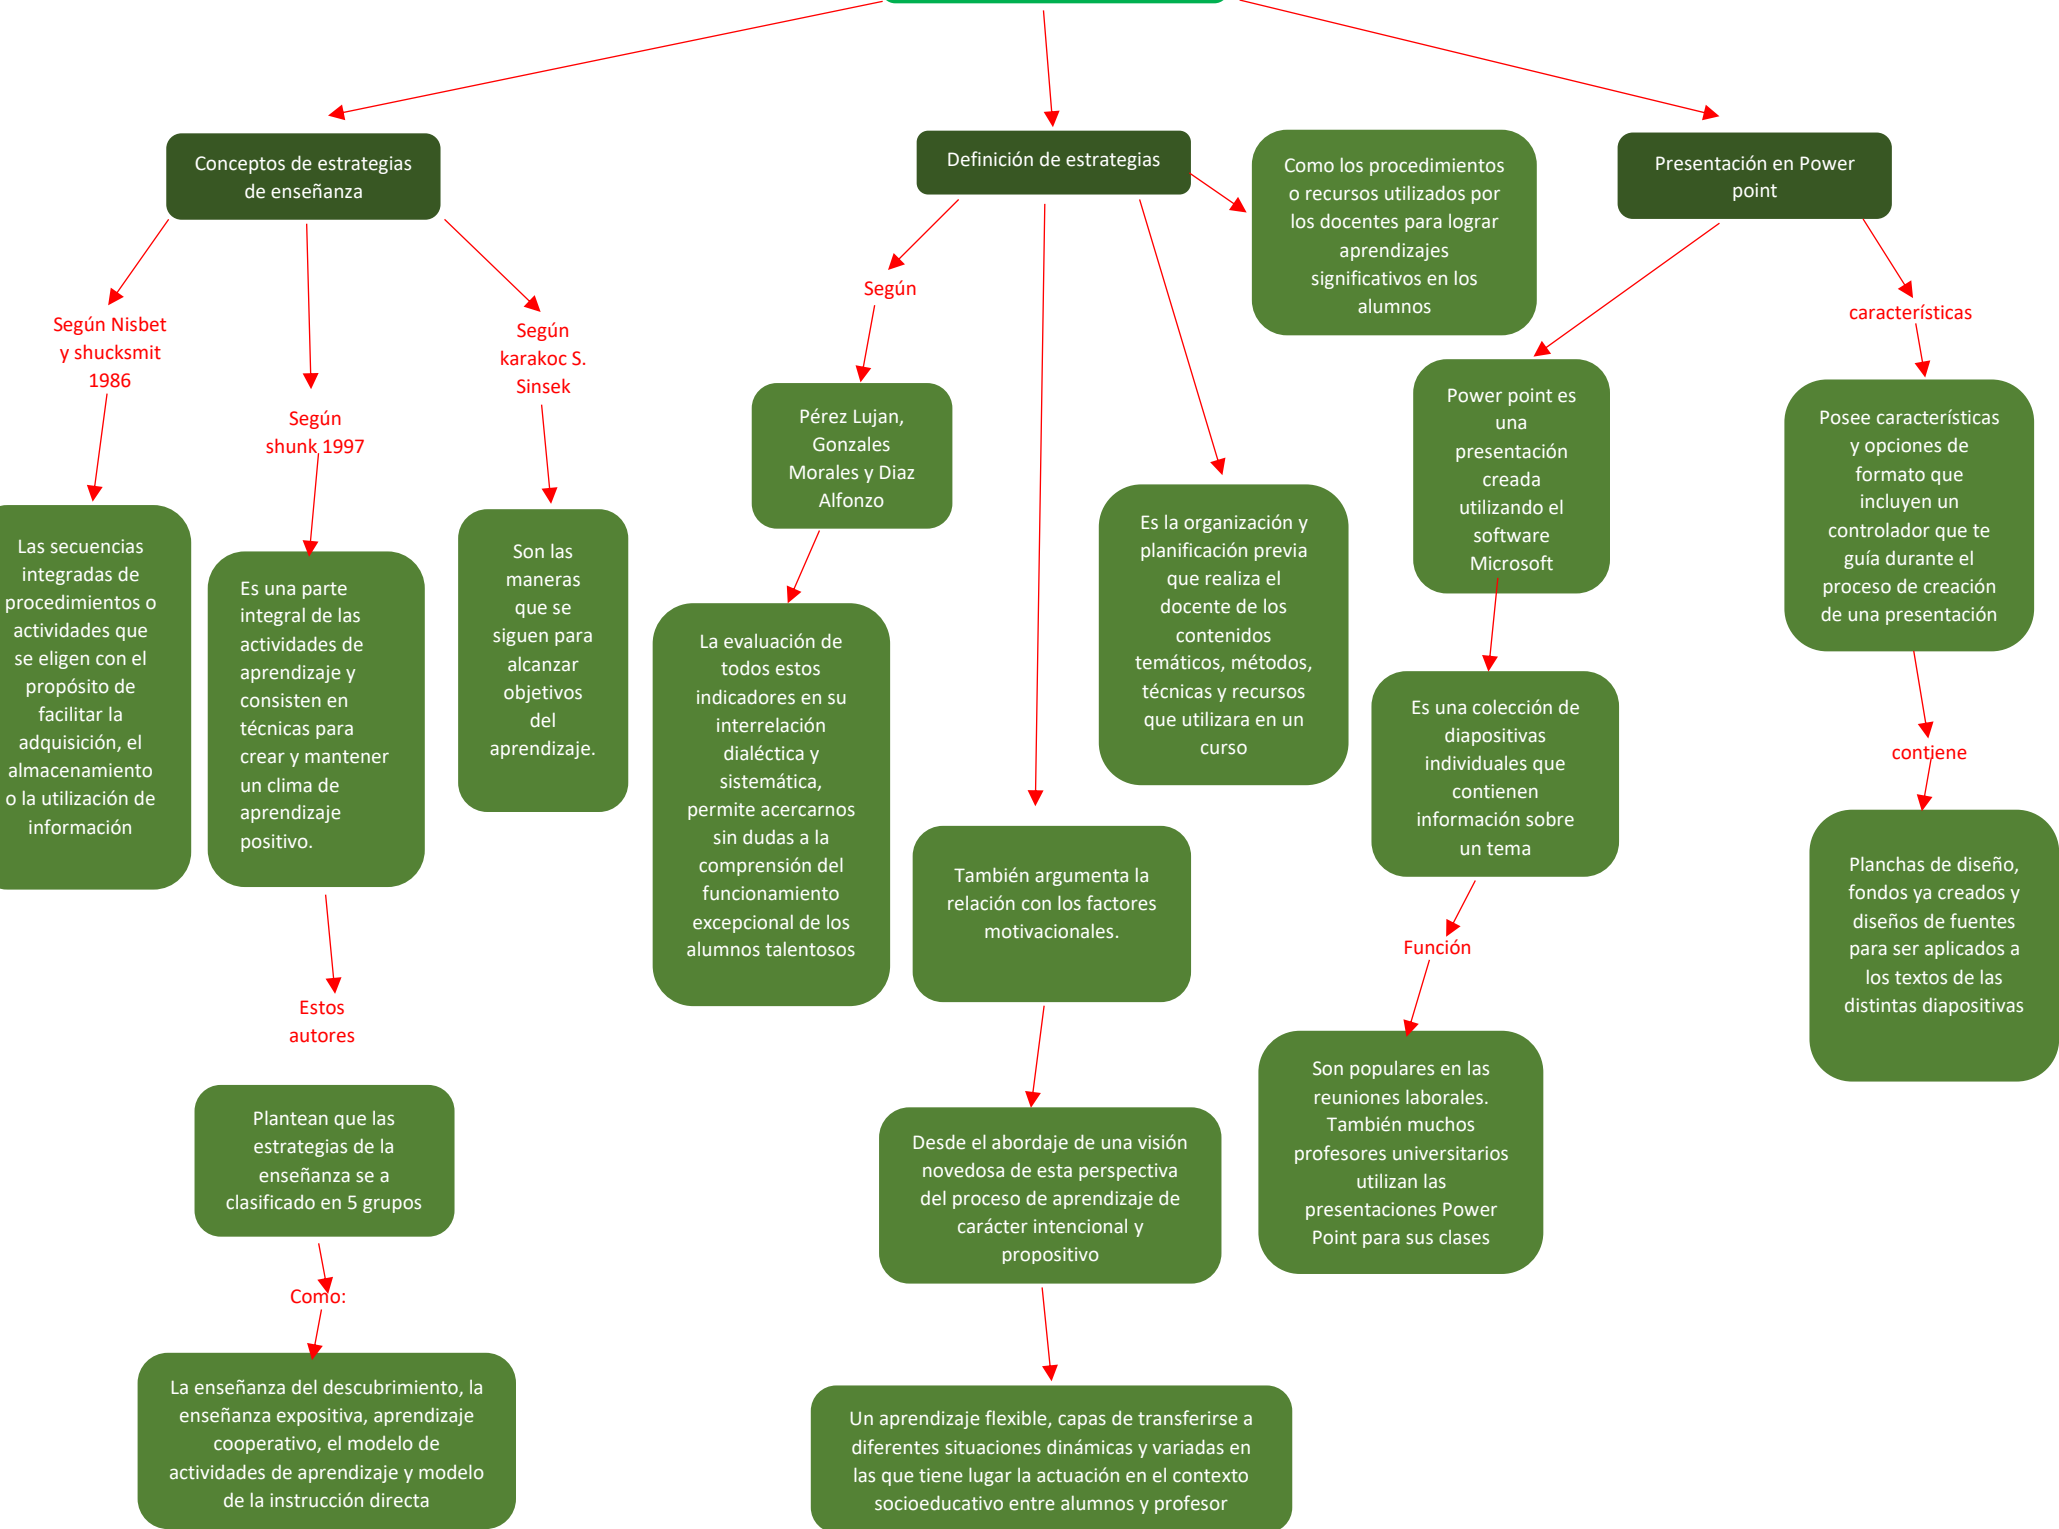 Conceptos de estrategias
de enseñanza
Según Nisbet
y shucksmit
1986
Las secuencias
integradas de
procedimientos o
actividades que
se eligen con el
propósito de
facilitar la
adquisición, el
almacenamiento
o la utilización de
información
Según
shunk 1997
Es una parte
integral de las
actividades de
aprendizaje y
consisten en
técnicas para
crear y mantener
un clima de
aprendizaje
positivo.
Estos
autores
Plantean que las
estrategias de la
enseñanza se a
clasificado en 5 grupos
Como:
La enseñanza del descubrimiento, la
enseñanza expositiva, aprendizaje
cooperativo, el modelo de
actividades de aprendizaje y modelo
de la instrucción directa
Según
karakoc S.
Sinsek
Son las
maneras
que se
siguen para
alcanzar
objetivos
del
aprendizaje.
Definición de estrategias
Según
Pérez Lujan,
Gonzales
Morales y Diaz
Alfonzo
La evaluación de
todos estos
indicadores en su
interrelación
dialéctica y
sistemática,
permite acercarnos
sin dudas a la
comprensión del
funcionamiento
excepcional de los
alumnos talentosos
También argumenta la
relación con los factores
motivacionales.
Desde el abordaje de una visión
novedosa de esta perspectiva
del proceso de aprendizaje de
carácter intencional y
propositivo
Un aprendizaje flexible, capas de transferirse a
diferentes situaciones dinámicas y variadas en
las que tiene lugar la actuación en el contexto
socioeducativo entre alumnos y profesor
Es la organización y
planificación previa
que realiza el
docente de los
contenidos
temáticos, métodos,
técnicas y recursos
que utilizara en un
curso
Como los procedimientos
o recursos utilizados por
los docentes para lograr
aprendizajes
significativos en los
alumnos
Presentación en Power
point
Power point es
una
presentación
creada
utilizando el
software
Microsoft
Es una colección de
diapositivas
individuales que
contienen
información sobre
un tema
Función
Son populares en las
reuniones laborales.
También muchos
profesores universitarios
utilizan las
presentaciones Power
Point para sus clases
características
Posee características
y opciones de
formato que
incluyen un
controlador que te
guía durante el
proceso de creación
de una presentación
contiene
Planchas de diseño,
fondos ya creados y
diseños de fuentes
para ser aplicados a
los textos de las
distintas diapositivas